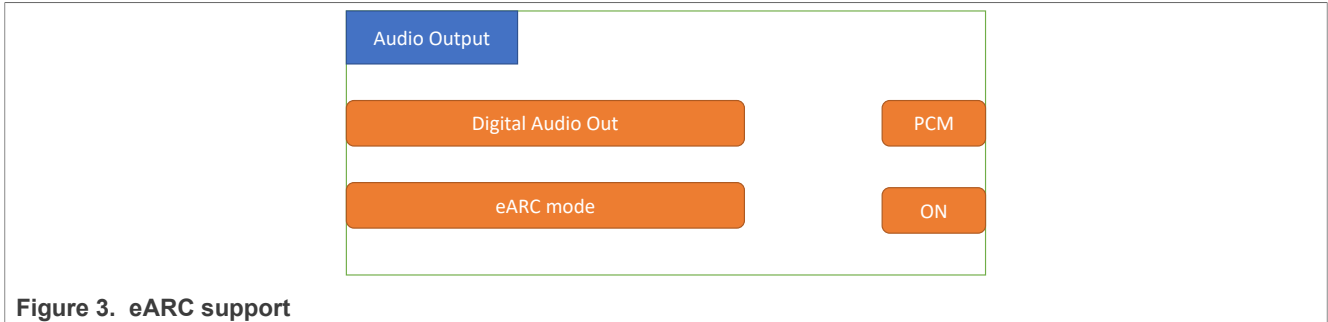 Audio Output
Digital Audio Out PCM
eARC mode ON
Figure 3. eARC support